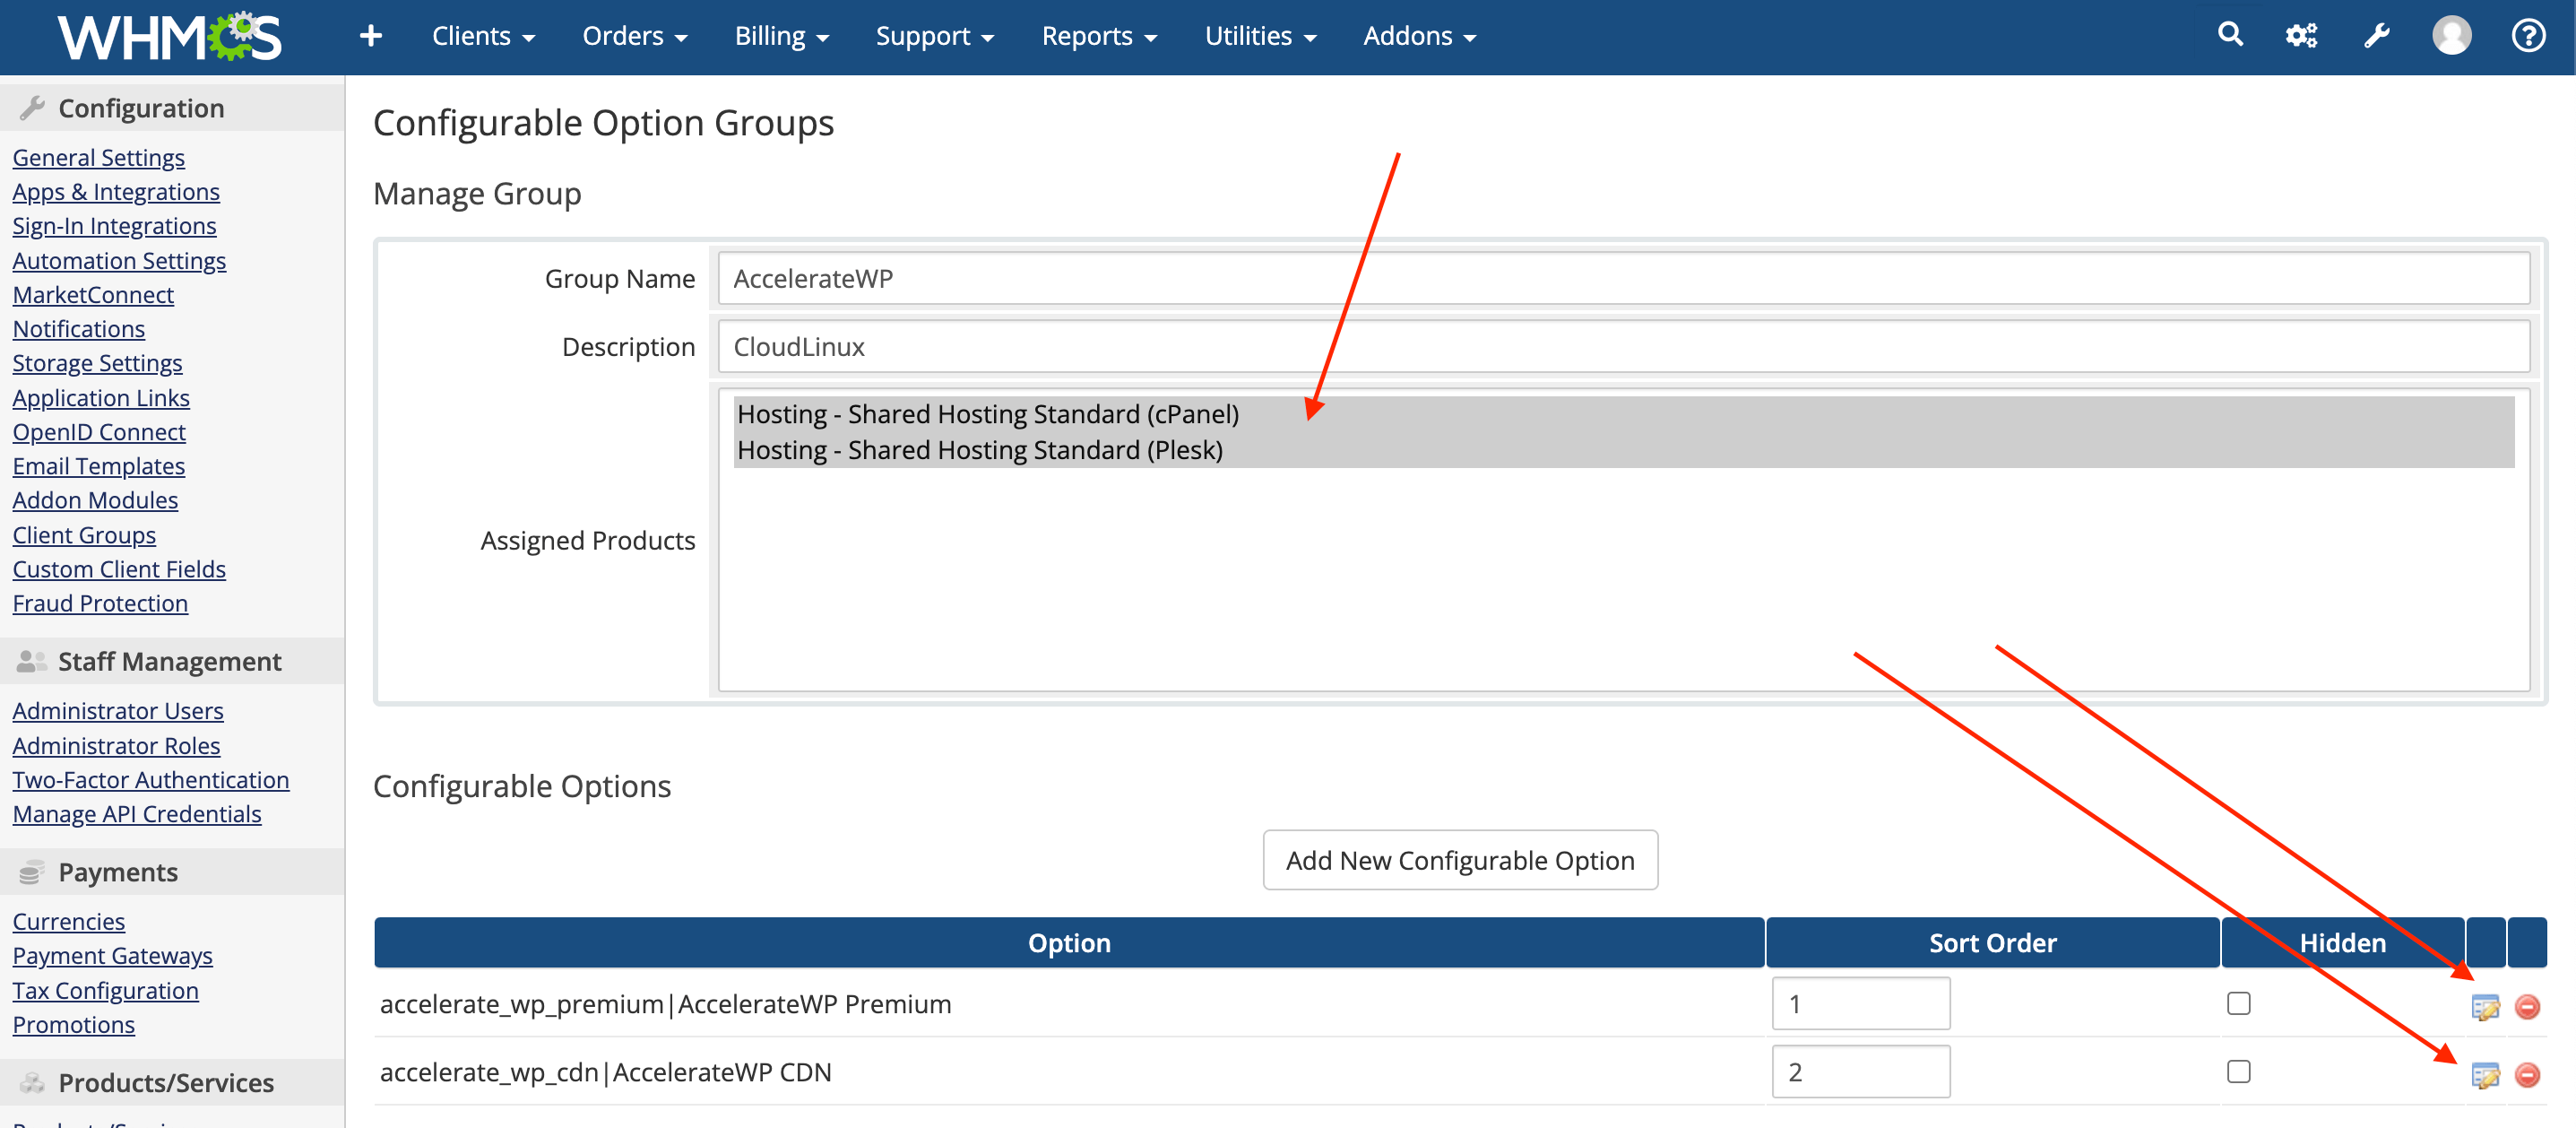 WHMCS
Clients Orders Billing Support Reports Utilities Addons
Configuration
General Settings
Apps & Integrations
Sign-In Integrations
Automation Settings
MarketConnect
Notifications
Storage Settings
Application Links
OpenID Connect
Email Templates
Addon Modules
Client Groups
Custom Client Fields
Fraud Protection
Staff Management
Administrator Users
Administrator Roles
Two-Factor Authentication
Manage API Credentials
Payments
Currencies
Payment Gateways
Tax Configuration
Promotions
Products/Services
Configurable Option Groups
Manage Group
Group Name AccelerateWP
Description CloudLinux
Assigned Products
Hosting - Shared Hosting Standard (cPanel)
Hosting - Shared Hosting Standard (Plesk)
Configurable Options
Add New Configurable Option
Option Sort Order Hidden
accelerate_wp_premium|AccelerateWP Premium 1
accelerate_wp_cdn|AccelerateWP CDN 2